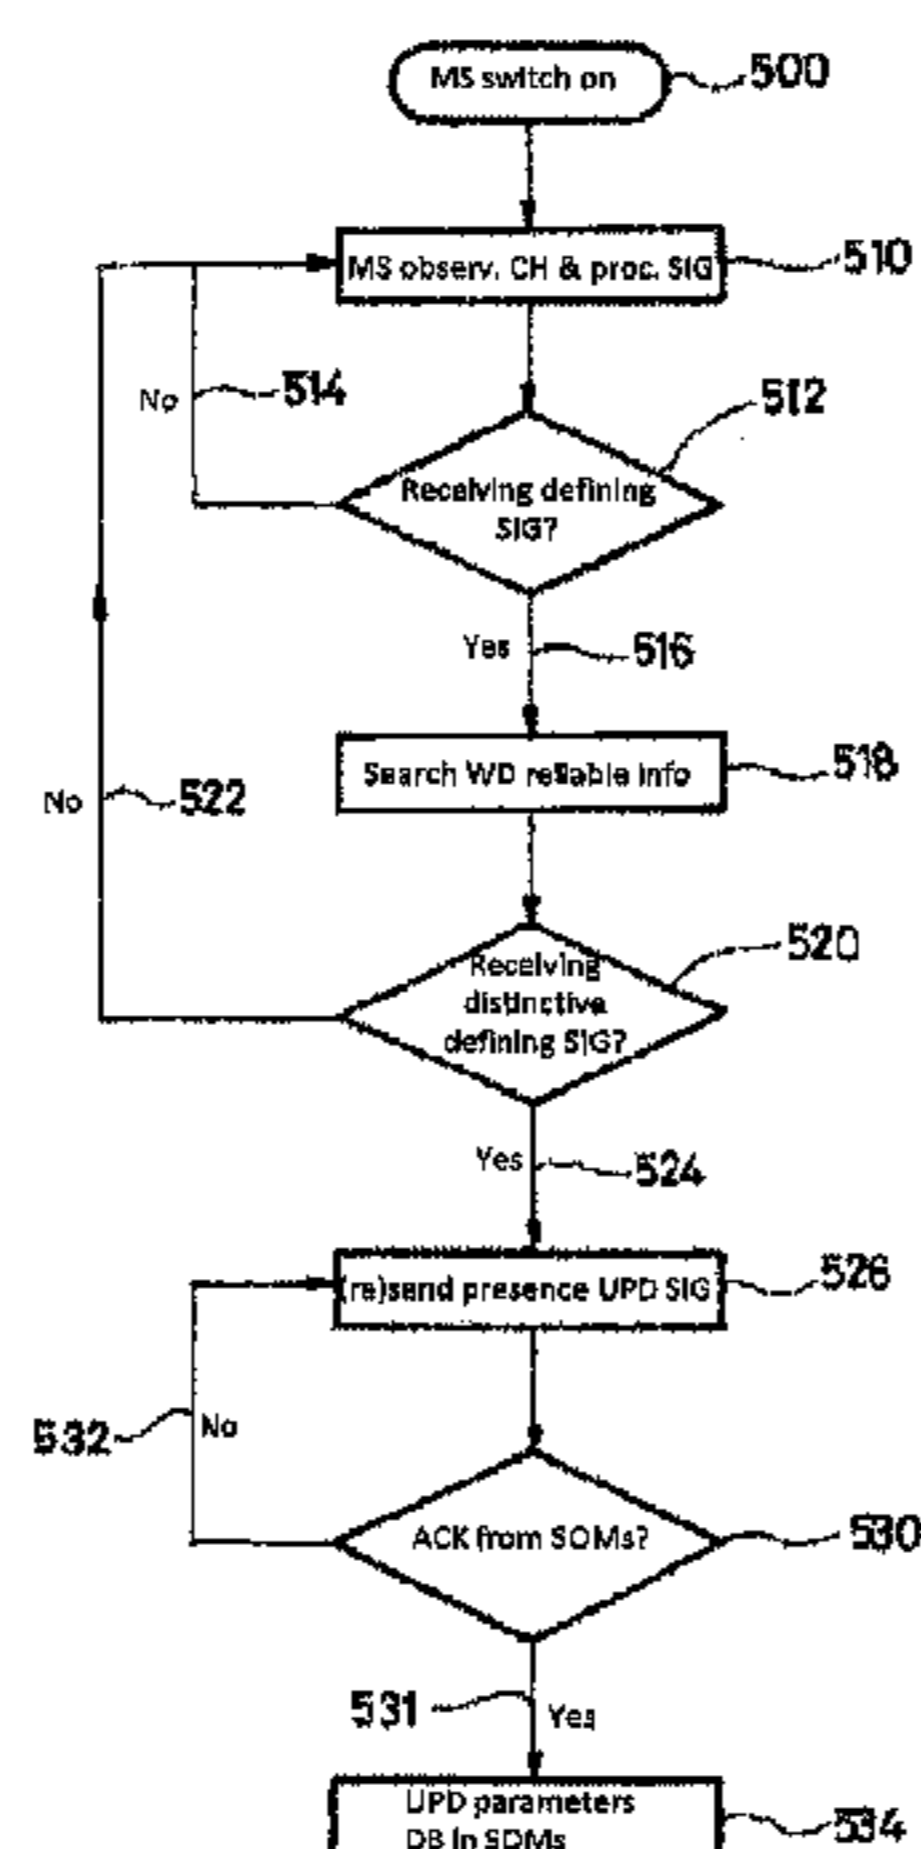 MS switch on
500
MS observ. CH & proc. SIG
510
No
514
512
Receiving defining
SIG?
Yes
516
Search WD reliable info
518
No
522
520
Receiving
distinctive
defining SIG?
Yes
524
(re)send presence UPD SIG
526
532
No
ACK from SOMs?
530
531
Yes
UPD parameters
DB in SDMs
534